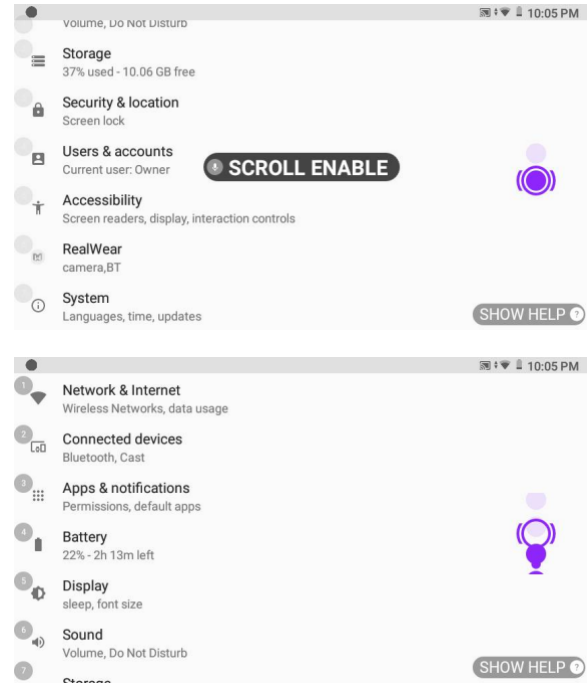 10:05 PM
Volume, Do Not Disturb
Storage
37% used - 10.06 GB free
Security & location
Screen lock
Users & accounts
Current user: Owner
SCROLL ENABLE
Accessibility
Screen readers, display, interaction controls
RealWear
camera,BT
System
Languages, time, updates
SHOW HELP ?
10:05 PM
1
Network & Internet
Wireless Networks, data usage
2
Connected devices
Bluetooth, Cast
3
Apps & notifications
Permissions, default apps
4
Battery
22% - 2h 13m left
5
Display
sleep, font size
6
Sound
Volume, Do Not Disturb
7
Storage
SHOW HELP ?